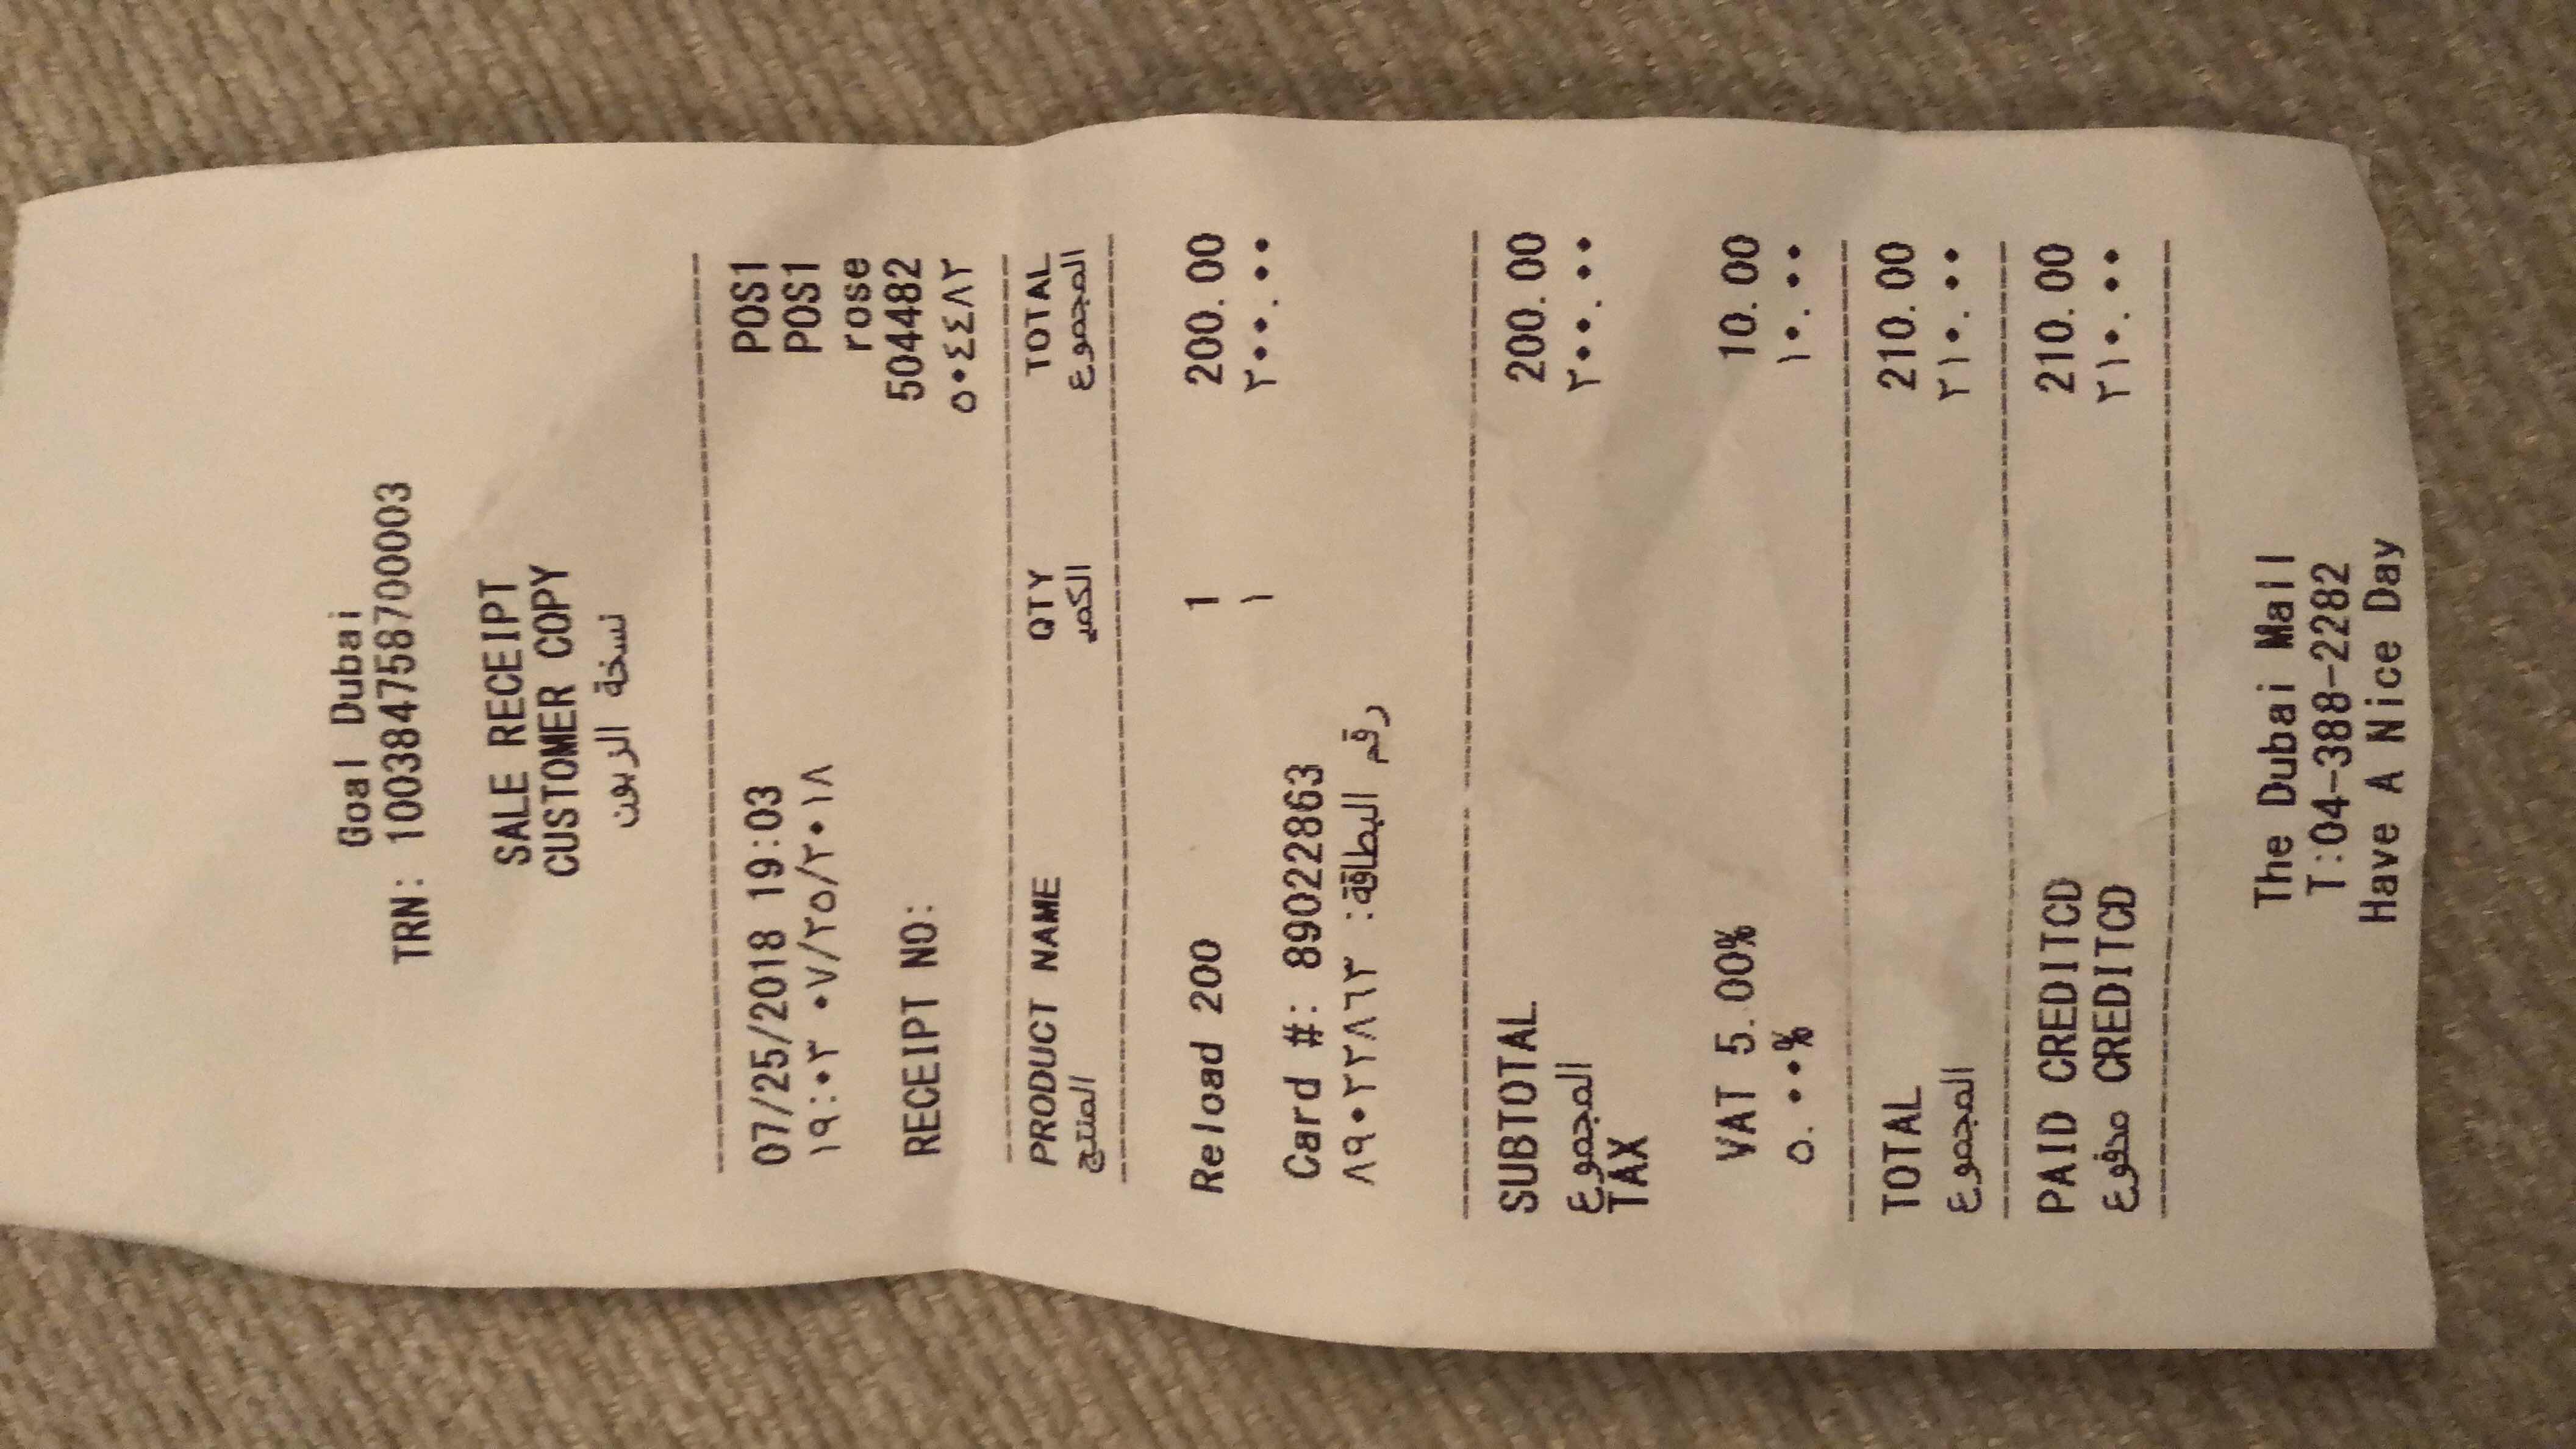 Goal Dubai
TRN: 100384758700003
SALE RECEIPT
CUSTOMER COPY
نسخة الزبون
07/25/2018 19:03 POS1
١٩:٠٣ ٠٧/٢٥/٢٠١٨ POS1
rose
RECEIPT NO: 504482
٥٠٤٤٨٢
PRODUCT NAME QTY TOTAL
المنتج الكمي المجموع
Reload 200 1 200.00
١ ٢٠٠.٠٠
Card #: 89022863
رقم البطاقة: ٨٩٠٢٢٨٦٣
SUBTOTAL 200.00
المجموع ٢٠٠.٠٠
TAX
VAT 5.00% 10.00
٥.٠٠% ١٠.٠٠
TOTAL 210.00
المجموع ٢١٠.٠٠
PAID CREDITCD 210.00
مدفوع CREDITCD ٢١٠.٠٠
The Dubai Mall
T:04-388-2282
Have A Nice Day